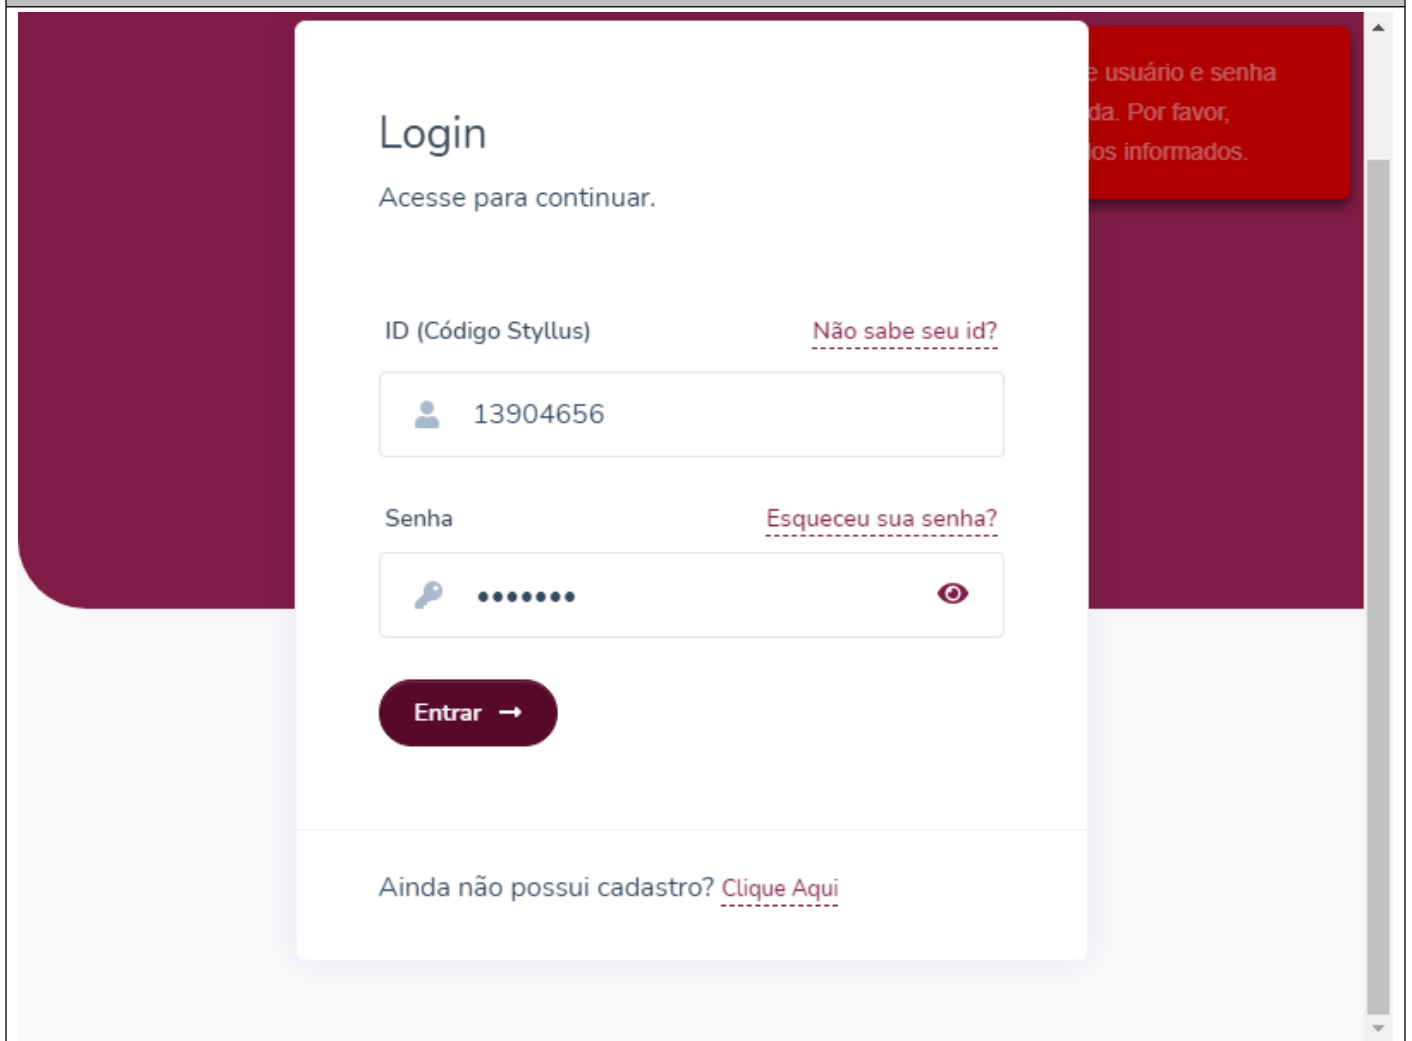 Login
Acesse para continuar.
e usuário e senha
da. Por favor,
los informados.
ID (Código Styllus)
Não sabe seu id?
13904656
Senha
Esqueceu sua senha?
•••••••
Entrar →
Ainda não possui cadastro? Clique Aqui